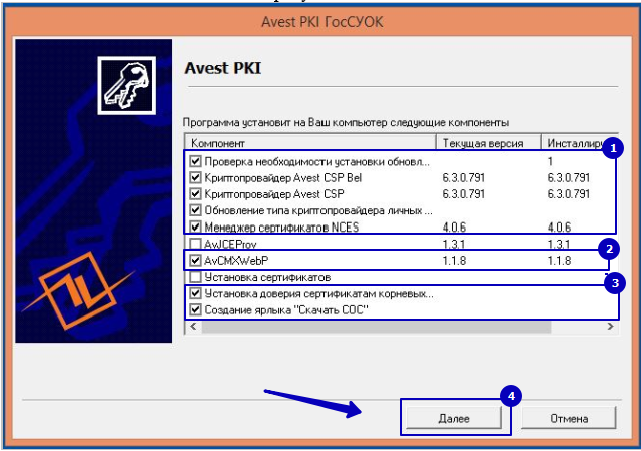 Avest PKI ГосСУОК
Avest PKI
Программа установит на Ваш компьютер следующие компоненты
Компонент Текущая версия Инсталлиру
1
Проверка необходимости установки обновл... 1
Криптопровайдер Avest CSP Bel 6.3.0.791 6.3.0.791
Криптопровайдер Avest CSP 6.3.0.791 6.3.0.791
Обновление типа криптопровайдера личных ...
Менеджер сертификатов NCES 4.0.6 4.0.6
AvJCEProv 1.3.1 1.3.1
2
AvCMXWebP 1.1.8 1.1.8
Установка сертификатов
3
Установка доверия сертификатам корневых...
Создание ярлыка "Скачать СОС"
4
Далее Отмена